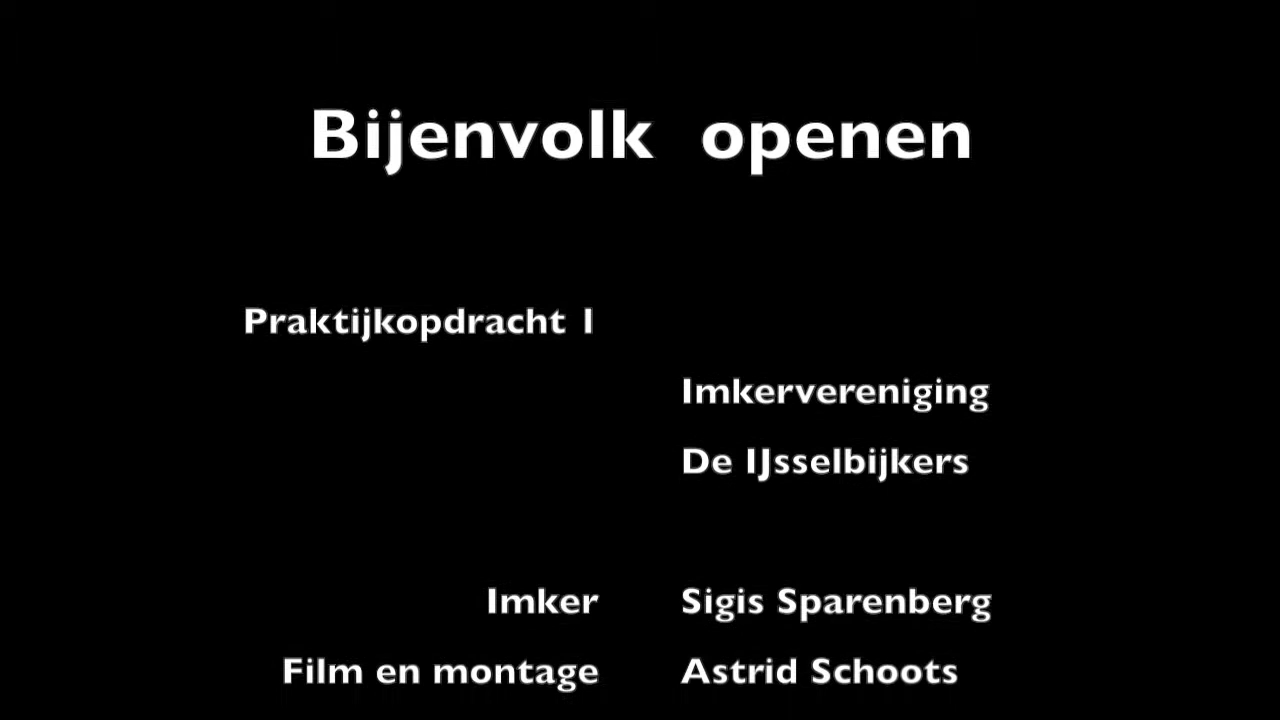 Bijenvolk openen
Praktijkopdracht 1
Imkervereniging
De IJsselbijkers
Imker Sigis Sparenberg
Film en montage Astrid Schoots